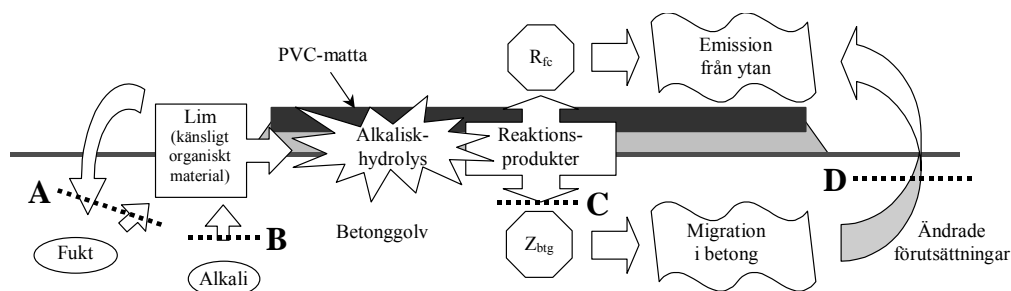 PVC-matta
Lim
(känsligt
organiskt
material)
Alkalisk-
hydrolys
Reaktions-
produkter
R_fc
Emission
från ytan
A
Fukt
B
Alkali
Betonggolv
C
Z_btg
Migration
i betong
D
Ändrade
förutsättningar